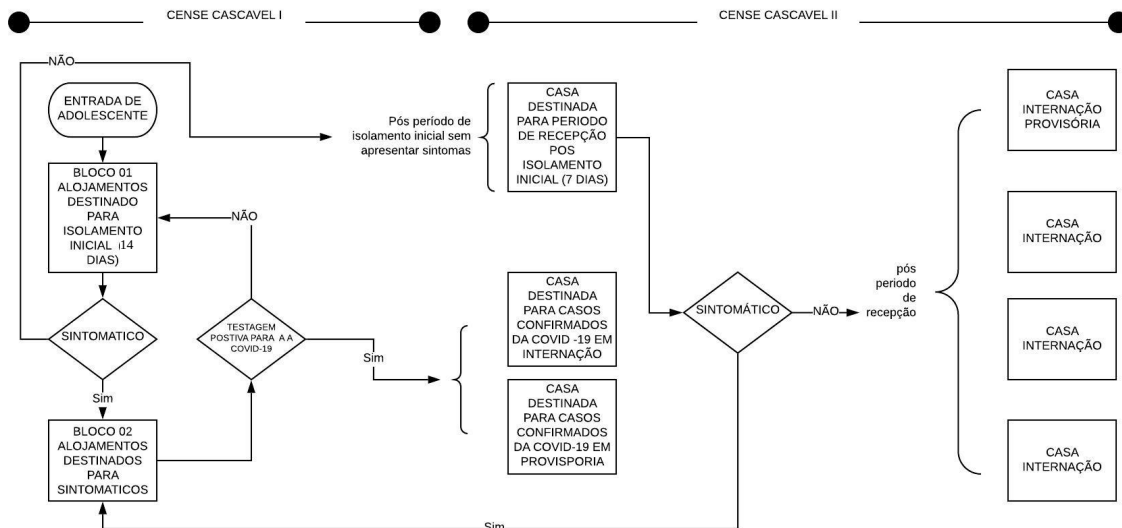 CENSE CASCAVEL I
CENSE CASCAVEL II
NÃO
ENTRADA DE
ADOLESCENTE
BLOCO 01
ALOJAMENTOS
DESTINADO
PARA
ISOLAMENTO
INICIAL (14
DIAS)
SINTOMATICO
Sim
BLOCO 02
ALOJAMENTOS
DESTINADOS
PARA
SINTOMATICOS
NÃO
TESTAGEM
POSTIVA PARA A A
COVID-19
Sim
Pós período de
isolamento inicial sem
apresentar sintomas
CASA
DESTINADA
PARA PERIODO
DE RECEPÇÃO
POS
ISOLAMENTO
INICIAL (7 DIAS)
CASA
DESTINADA
PARA CASOS
CONFIRMADOS
DA COVID -19 EM
INTERNAÇÃO
CASA
DESTINADA
PARA CASOS
CONFIRMADOS
DA COVID-19 EM
PROVISPORIA
SINTOMÁTICO
NÃO
Sim
pós
periodo
de
recepção
CASA
INTERNAÇÃO
PROVISÓRIA
CASA
INTERNAÇÃO
CASA
INTERNAÇÃO
CASA
INTERNAÇÃO